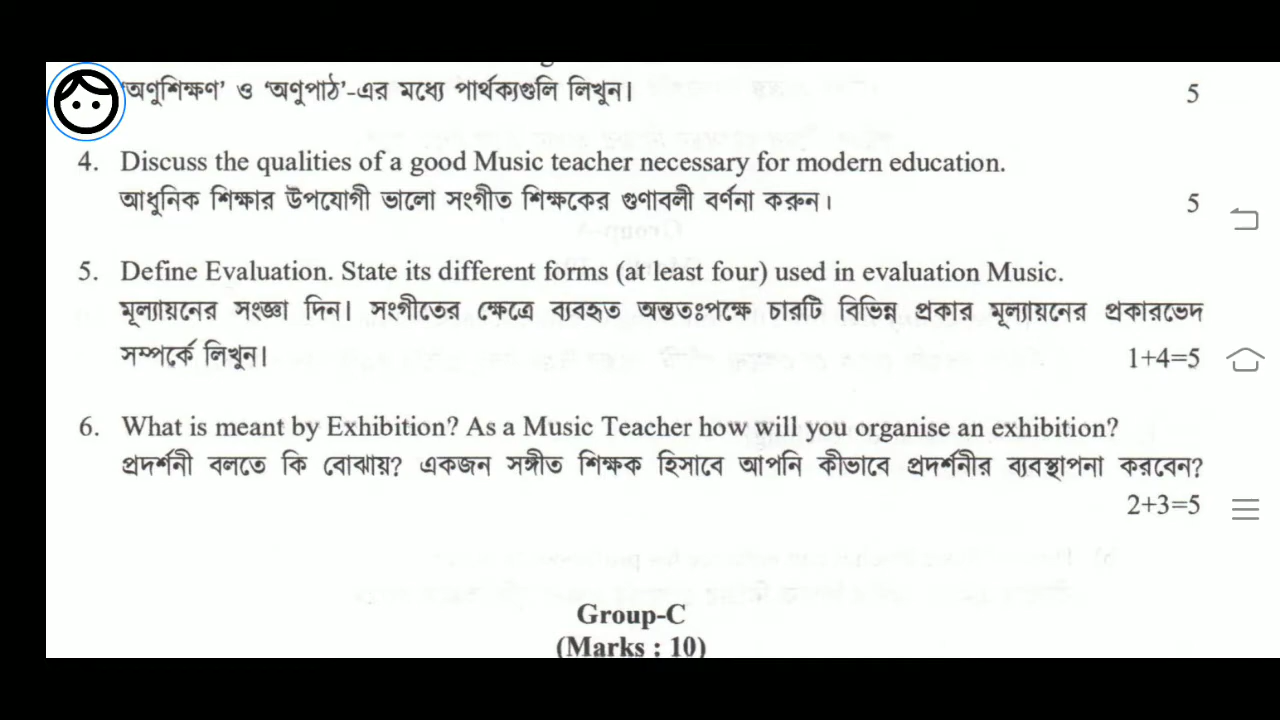 'অণুশিক্ষণ' ও 'অণুপাঠ'-এর মধ্যে পার্থক্যগুলি লিখুন। 5
4. Discuss the qualities of a good Music teacher necessary for modern education.
আধুনিক শিক্ষার উপযোগী ভালো সংগীত শিক্ষকের গুণাবলী বর্ণনা করুন। 5
5. Define Evaluation. State its different forms (at least four) used in evaluation Music.
মূল্যায়নের সংজ্ঞা দিন। সংগীতের ক্ষেত্রে ব্যবহৃত অন্ততঃপক্ষে চারটি বিভিন্ন প্রকার মূল্যায়নের প্রকারভেদ
সম্পর্কে লিখুন। 1+4=5
6. What is meant by Exhibition? As a Music Teacher how will you organise an exhibition?
প্রদর্শনী বলতে কি বোঝায়? একজন সঙ্গীত শিক্ষক হিসাবে আপনি কীভাবে প্রদর্শনীর ব্যবস্থাপনা করবেন?
2+3=5
Group-C
(Marks : 10)